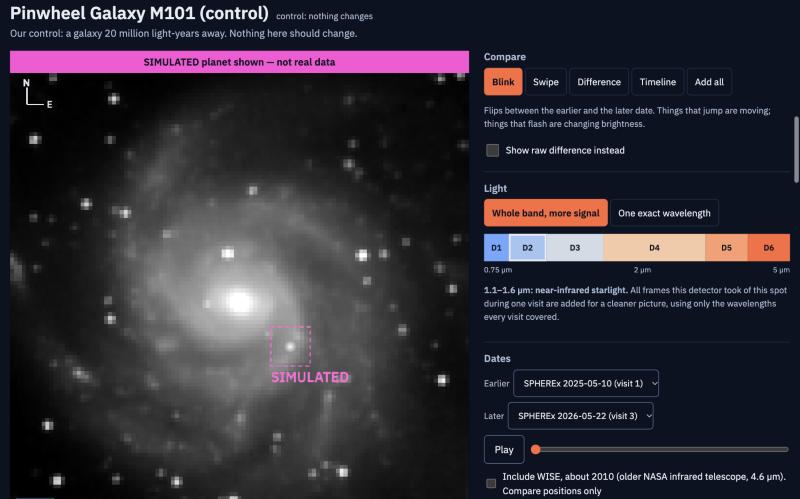 Pinwheel Galaxy M101 (control) control: nothing changes
Our control: a galaxy 20 million light-years away. Nothing here should change.
SIMULATED planet shown — not real data
N
E
SIMULATED
Compare
Blink Swipe Difference Timeline Add all
Flips between the earlier and the later date. Things that jump are moving;
things that flash are changing brightness.
Show raw difference instead
Light
Whole band, more signal One exact wavelength
D1 D2 D3 D4 D5 D6
0.75 µm 2 µm 5 µm
1.1–1.6 µm: near-infrared starlight. All frames this detector took of this spot
during one visit are added for a cleaner picture, using only the wavelengths
every visit covered.
Dates
Earlier SPHEREx 2025-05-10 (visit 1)
Later SPHEREx 2026-05-22 (visit 3)
Play
Include WISE, about 2010 (older NASA infrared telescope, 4.6 µm).
Compare positions only